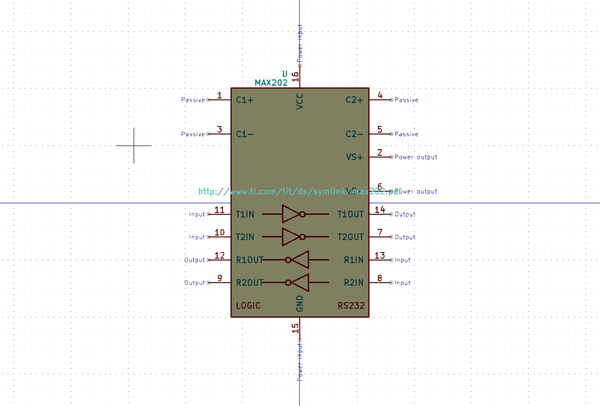 Power input
16
U
MAX202
VCC
Passive 1 C1+ C2+ 4 Passive
Passive 3 C1- C2- 5 Passive
VS+ 2 Power output
http://www.ti.com/lit/ds/symlink/max202.pdf
VS- 6 Power output
Input 11 T1IN T1OUT 14 Output
Input 10 T2IN T2OUT 7 Output
Output 12 R1OUT R1IN 13 Input
Output 9 R2OUT R2IN 8 Input
LOGIC GND RS232
15
Power input